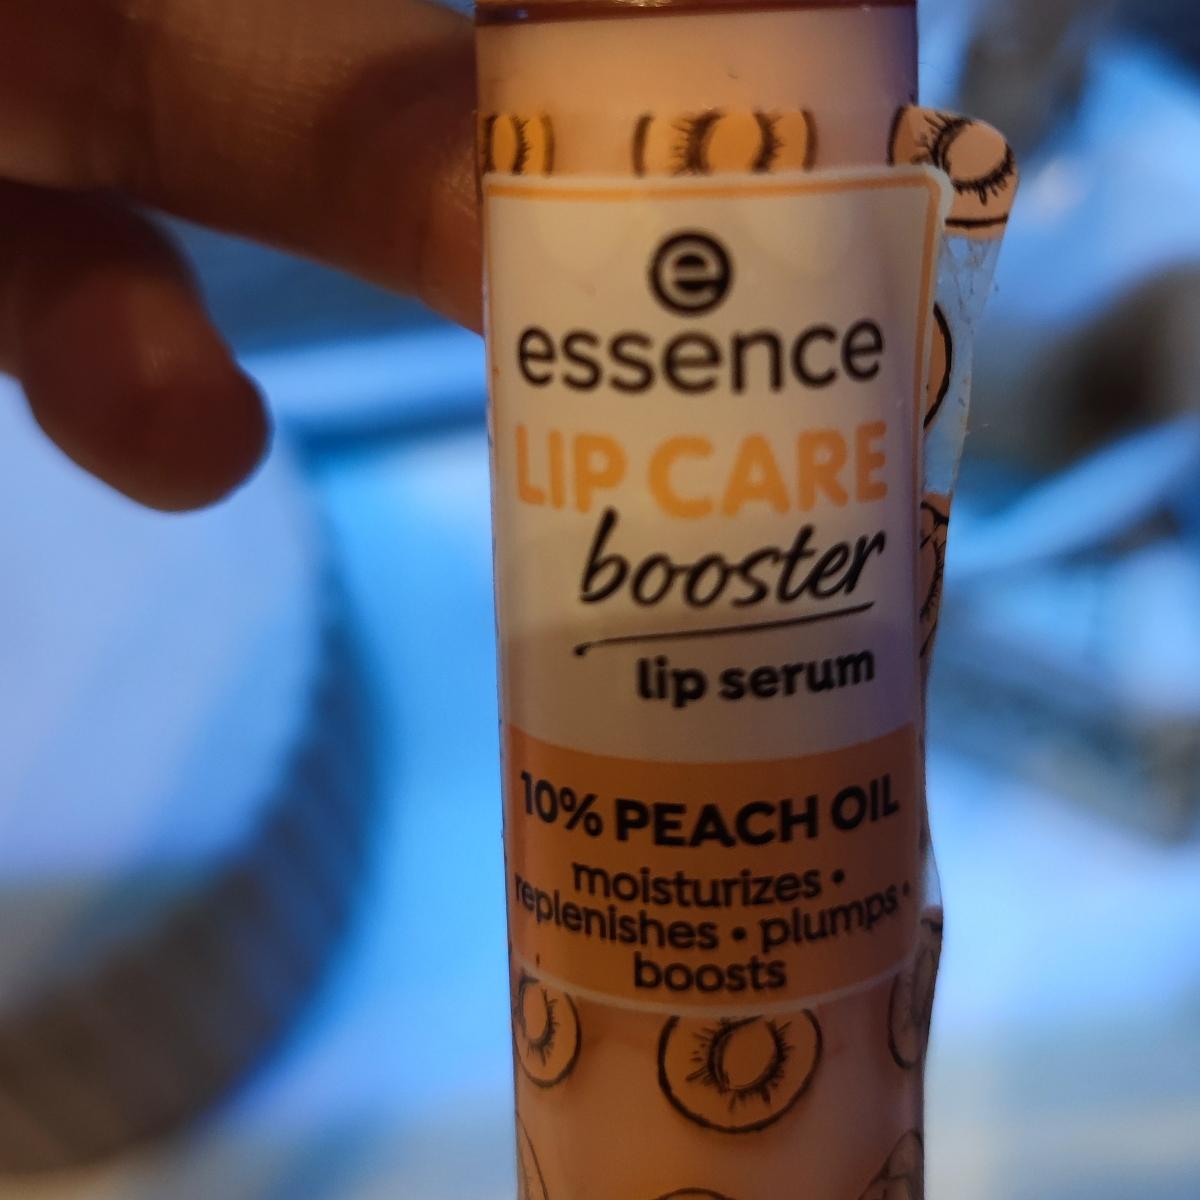 e
essence
LIP CARE
booster
lip serum
10% PEACH OIL
moisturizes •
replenishes • plumps •
boosts